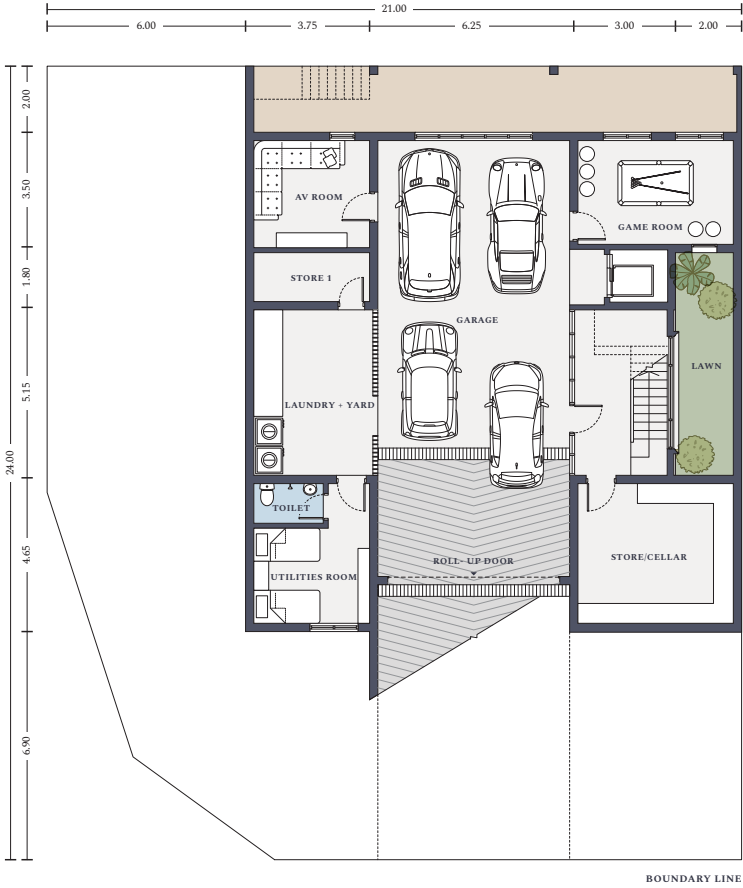 21.00
6.00 3.75 6.25 3.00 2.00
2.00
3.50
1.80
5.15
24.00
4.65
6.90
AV ROOM
GAME ROOM
STORE 1
GARAGE
LAWN
LAUNDRY + YARD
TOILET
ROLL- UP DOOR
STORE/CELLAR
UTILITIES ROOM
BOUNDARY LINE